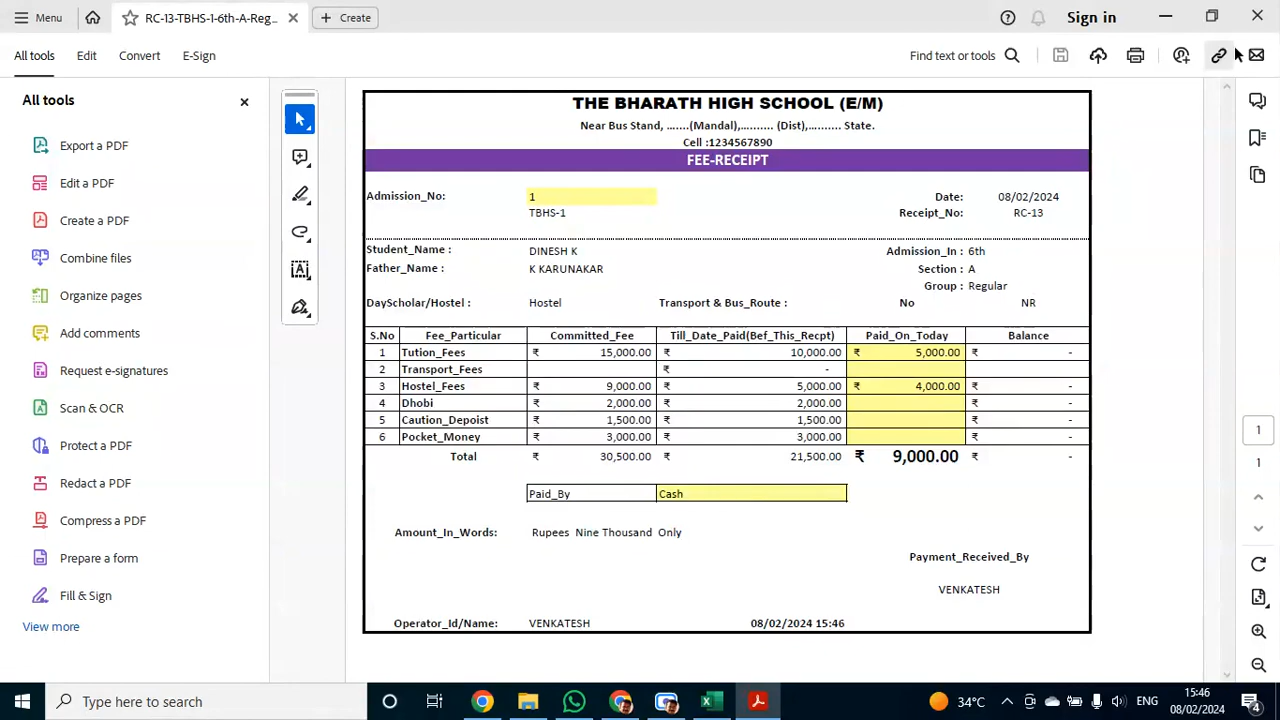 Menu RC-13-TBHS-1-6th-A-Reg... Create Sign in
All tools Edit Convert E-Sign Find text or tools
All tools
Export a PDF
Edit a PDF
Create a PDF
Combine files
Organize pages
Add comments
Request e-signatures
Scan & OCR
Protect a PDF
Redact a PDF
Compress a PDF
Prepare a form
Fill & Sign
View more
THE BHARATH HIGH SCHOOL (E/M)
Near Bus Stand, ......(Mandal),.......... (Dist),.......... State.
Cell :1234567890
FEE-RECEIPT
Admission_No: 1 Date: 08/02/2024
TBHS-1 Receipt_No: RC-13
Student_Name : DINESH K Admission_In : 6th
Father_Name : K KARUNAKAR Section : A
Group : Regular
DayScholar/Hostel : Hostel Transport & Bus_Route : No NR
S.No Fee_Particular Committed_Fee Till_Date_Paid(Bef_This_Recpt) Paid_On_Today Balance
1 Tution_Fees ₹ 15,000.00 ₹ 10,000.00 ₹ 5,000.00 ₹ -
2 Transport_Fees ₹ -
3 Hostel_Fees ₹ 9,000.00 ₹ 5,000.00 ₹ 4,000.00 ₹ -
4 Dhobi ₹ 2,000.00 ₹ 2,000.00 ₹ -
5 Caution_Depoist ₹ 1,500.00 ₹ 1,500.00 ₹ -
6 Pocket_Money ₹ 3,000.00 ₹ 3,000.00 ₹ -
Total ₹ 30,500.00 ₹ 21,500.00 ₹ 9,000.00 ₹ -
Paid_By Cash
Amount_In_Words: Rupees Nine Thousand Only
Payment_Received_By
VENKATESH
Operator_Id/Name: VENKATESH 08/02/2024 15:46
1
1
Type here to search 34°C ENG 15:46
08/02/2024 4